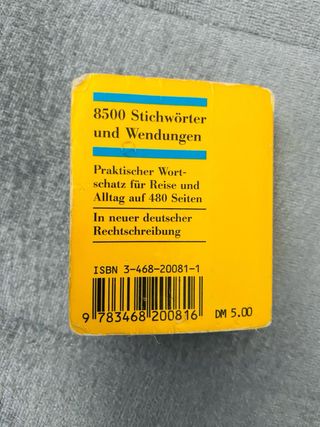 8500 Stichwörter
und Wendungen
Praktischer Wort-
schatz für Reise und
Alltag auf 480 Seiten
In neuer deutscher
Rechtschreibung
ISBN 3-468-20081-1
9 783468 200816
DM 5.00